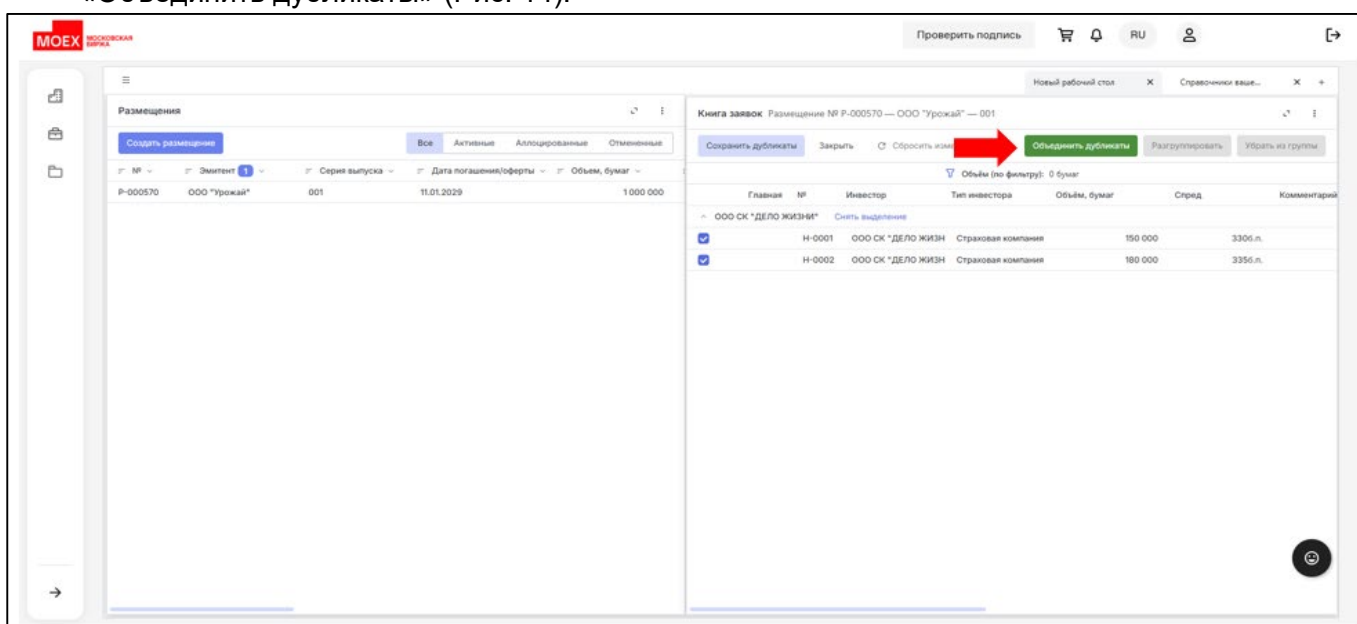 «Объединить дубликаты» (Рис. 14).
MOEX МОСКОВСКАЯ БИРЖА
Проверить подпись RU
Новый рабочий стол X Справочники ваше... X +
Размещения
Книга заявок Размещение № Р-000570 — ООО "Урожай" — 001
Создать размещение Все Активные Аллоцированные Отмененные
Сохранить дубликаты Закрыть Сбросить изме Объединить дубликаты Разгруппировать Убрать из группы
Объём (по фильтру): 0 бумаг
№ Эмитент 1 Серия выпуска Дата погашения/оферты Объем, бумаг
Р-000570 ООО "Урожай" 001 11.01.2029 1 000 000
Главная № Инвестор Тип инвестора Объём, бумаг Спред Комментарий
ООО СК "ДЕЛО ЖИЗНИ" Снять выделение
Н-0001 ООО СК "ДЕЛО ЖИЗН Страховая компания 150 000 330б.п.
Н-0002 ООО СК "ДЕЛО ЖИЗН Страховая компания 180 000 335б.п.